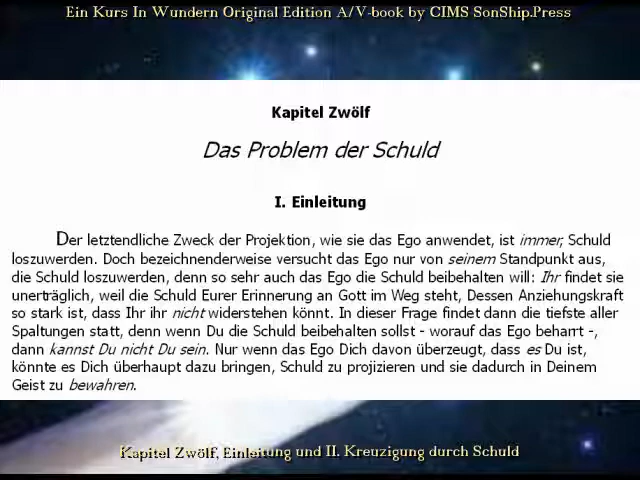 Ein Kurs In Wundern Original Edition A/V-book by CIMS SonShip.Press
Kapitel Zwölf
Das Problem der Schuld
I. Einleitung
Der letztendliche Zweck der Projektion, wie sie das Ego anwendet, ist immer, Schuld
loszuwerden. Doch bezeichnenderweise versucht das Ego nur von seinem Standpunkt aus,
die Schuld loszuwerden, denn so sehr auch das Ego die Schuld beibehalten will: Ihr findet sie
unerträglich, weil die Schuld Eurer Erinnerung an Gott im Weg steht, Dessen Anziehungskraft
so stark ist, dass Ihr ihr nicht widerstehen könnt. In dieser Frage findet dann die tiefste aller
Spaltungen statt, denn wenn Du die Schuld beibehalten sollst - worauf das Ego beharrt -,
dann kannst Du nicht Du sein. Nur wenn das Ego Dich davon überzeugt, dass es Du ist,
könnte es Dich überhaupt dazu bringen, Schuld zu projizieren und sie dadurch in Deinem
Geist zu bewahren.
Kapitel Zwölf, Einleitung und II. Kreuzigung durch Schuld